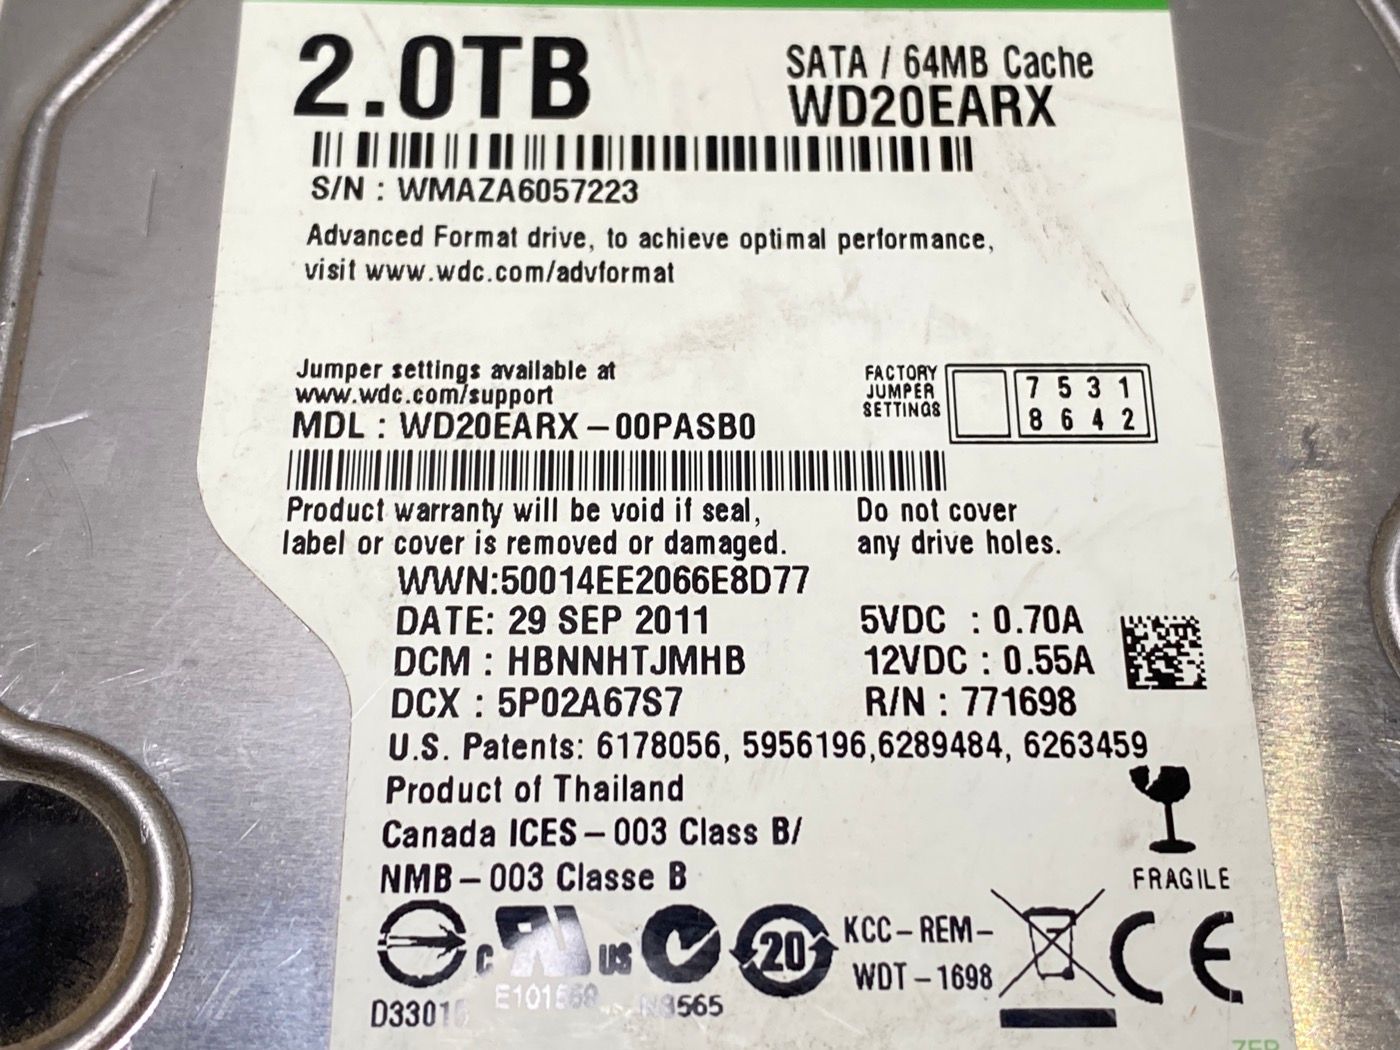 2.0TB
SATA / 64MB Cache
WD20EARX
S/N : WMAZA6057223
Advanced Format drive, to achieve optimal performance,
visit www.wdc.com/advformat
Jumper settings available at
www.wdc.com/support
FACTORY
JUMPER
SETTINGS
7 5 3 1
8 6 4 2
MDL : WD20EARX-00PASB0
Product warranty will be void if seal,
label or cover is removed or damaged.
Do not cover
any drive holes.
WWN:50014EE2066E8D77
DATE: 29 SEP 2011
5VDC : 0.70A
DCM : HBNNHTJMHB
12VDC : 0.55A
DCX : 5P02A67S7
R/N : 771698
U.S. Patents: 6178056, 5956196,6289484, 6263459
Product of Thailand
Canada ICES-003 Class B/
NMB-003 Classe B
FRAGILE
C
US
20
KCC-REM-
WDT-1698
CE